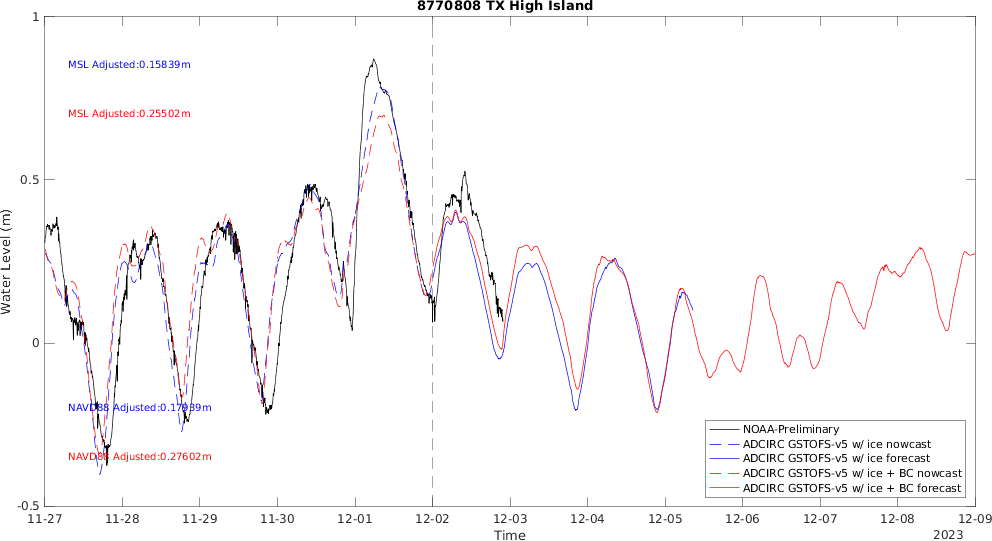 8770808 TX High Island
1
MSL Adjusted:0.15839m
MSL Adjusted:0.25502m
0.5
Water Level (m)
0
NAVD88 Adjusted:0.17939m
NAVD88 Adjusted:0.27602m
NOAA-Preliminary
ADCIRC GSTOFS-v5 w/ ice nowcast
ADCIRC GSTOFS-v5 w/ ice forecast
ADCIRC GSTOFS-v5 w/ ice + BC nowcast
ADCIRC GSTOFS-v5 w/ ice + BC forecast
-0.5
11-27 11-28 11-29 11-30 12-01 12-02 12-03 12-04 12-05 12-06 12-07 12-08 12-09
Time
2023